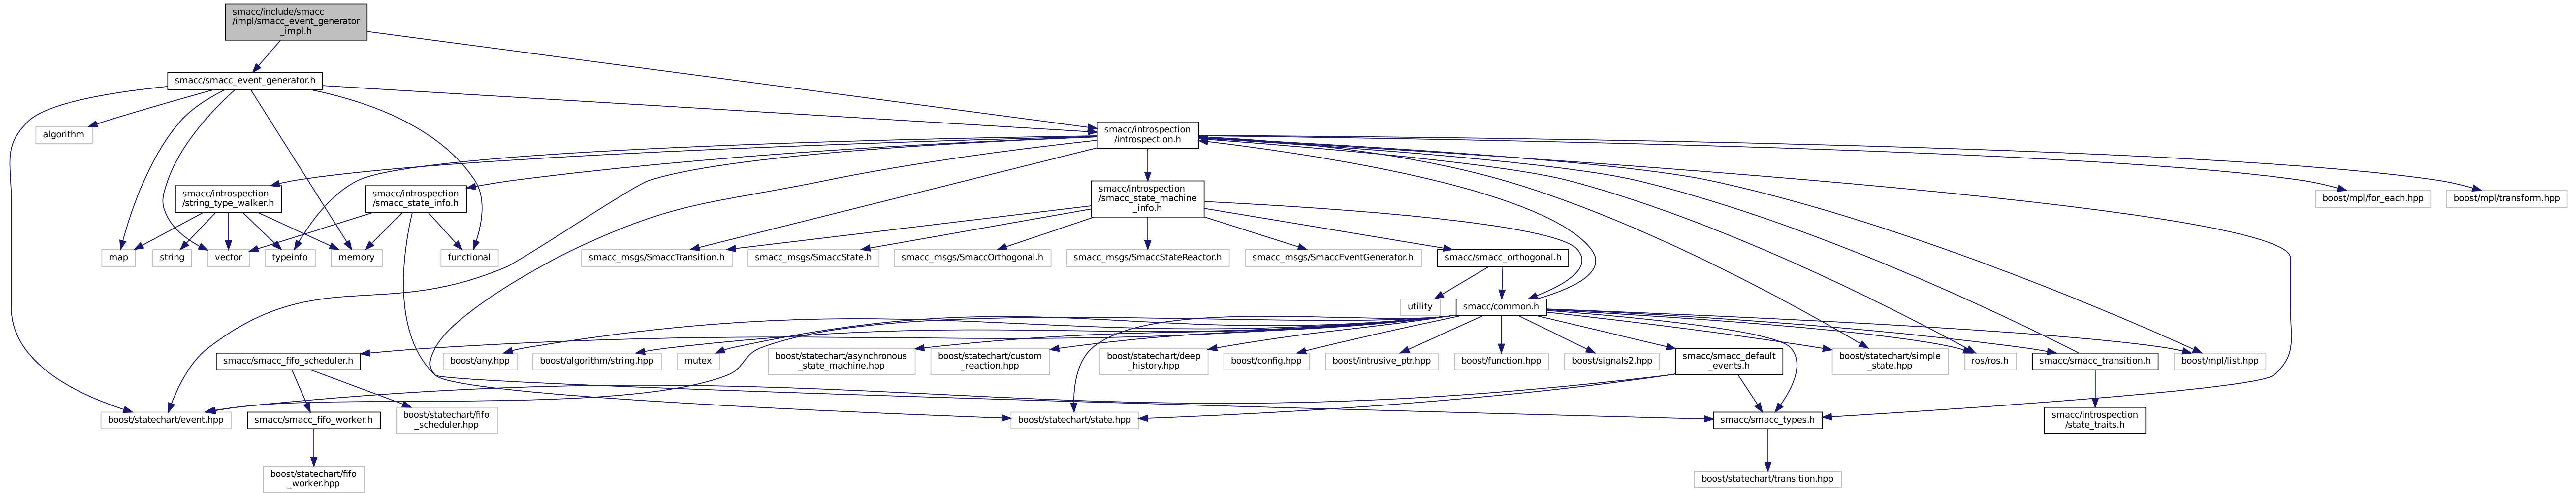 smacc/include/smacc
/impl/smacc_event_generator
_impl.h
smacc/smacc_event_generator.h
algorithm
smacc/introspection
/introspection.h
smacc/introspection
/string_type_walker.h
smacc/introspection
/smacc_state_info.h
smacc/introspection
/smacc_state_machine
_info.h
boost/mpl/for_each.hpp
boost/mpl/transform.hpp
map
string
vector
typeinfo
memory
functional
smacc_msgs/SmaccTransition.h
smacc_msgs/SmaccState.h
smacc_msgs/SmaccOrthogonal.h
smacc_msgs/SmaccStateReactor.h
smacc_msgs/SmaccEventGenerator.h
smacc/smacc_orthogonal.h
utility
smacc/common.h
smacc/smacc_fifo_scheduler.h
boost/any.hpp
boost/algorithm/string.hpp
mutex
boost/statechart/asynchronous
_state_machine.hpp
boost/statechart/custom
_reaction.hpp
boost/statechart/deep
_history.hpp
boost/config.hpp
boost/intrusive_ptr.hpp
boost/function.hpp
boost/signals2.hpp
smacc/smacc_default
_events.h
boost/statechart/simple
_state.hpp
ros/ros.h
smacc/smacc_transition.h
boost/mpl/list.hpp
boost/statechart/event.hpp
smacc/smacc_fifo_worker.h
boost/statechart/fifo
_scheduler.hpp
boost/statechart/state.hpp
smacc/smacc_types.h
smacc/introspection
/state_traits.h
boost/statechart/fifo
_worker.hpp
boost/statechart/transition.hpp